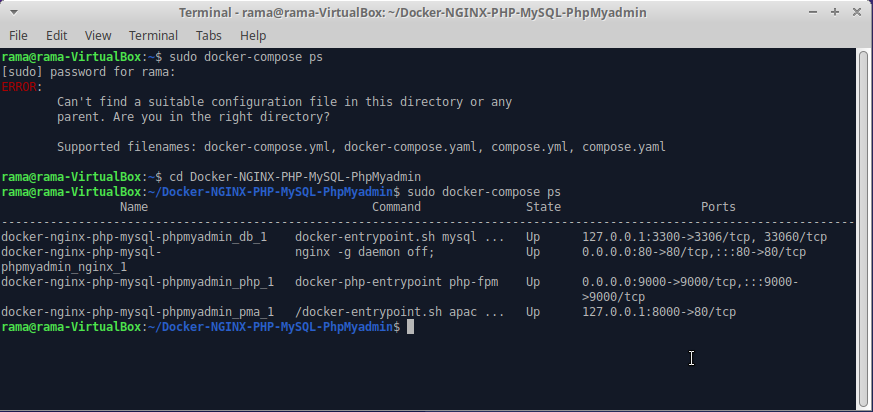 Terminal - rama@rama-VirtualBox: ~/Docker-NGINX-PHP-MySQL-PhpMyadmin
File Edit View Terminal Tabs Help
rama@rama-VirtualBox:~$ sudo docker-compose ps
[sudo] password for rama:
ERROR:
Can't find a suitable configuration file in this directory or any
parent. Are you in the right directory?
Supported filenames: docker-compose.yml, docker-compose.yaml, compose.yml, compose.yaml
rama@rama-VirtualBox:~$ cd Docker-NGINX-PHP-MySQL-PhpMyadmin
rama@rama-VirtualBox:~/Docker-NGINX-PHP-MySQL-PhpMyadmin$ sudo docker-compose ps
Name Command State Ports
--------------------------------------------------------------------------------------------------------------------------
docker-nginx-php-mysql-phpmyadmin_db_1 docker-entrypoint.sh mysql ... Up 127.0.0.1:3300->3306/tcp, 33060/tcp
docker-nginx-php-mysql- nginx -g daemon off; Up 0.0.0.0:80->80/tcp,:::80->80/tcp
phpmyadmin_nginx_1
docker-nginx-php-mysql-phpmyadmin_php_1 docker-php-entrypoint php-fpm Up 0.0.0.0:9000->9000/tcp,:::9000-
>9000/tcp
docker-nginx-php-mysql-phpmyadmin_pma_1 /docker-entrypoint.sh apac ... Up 127.0.0.1:8000->80/tcp
rama@rama-VirtualBox:~/Docker-NGINX-PHP-MySQL-PhpMyadmin$